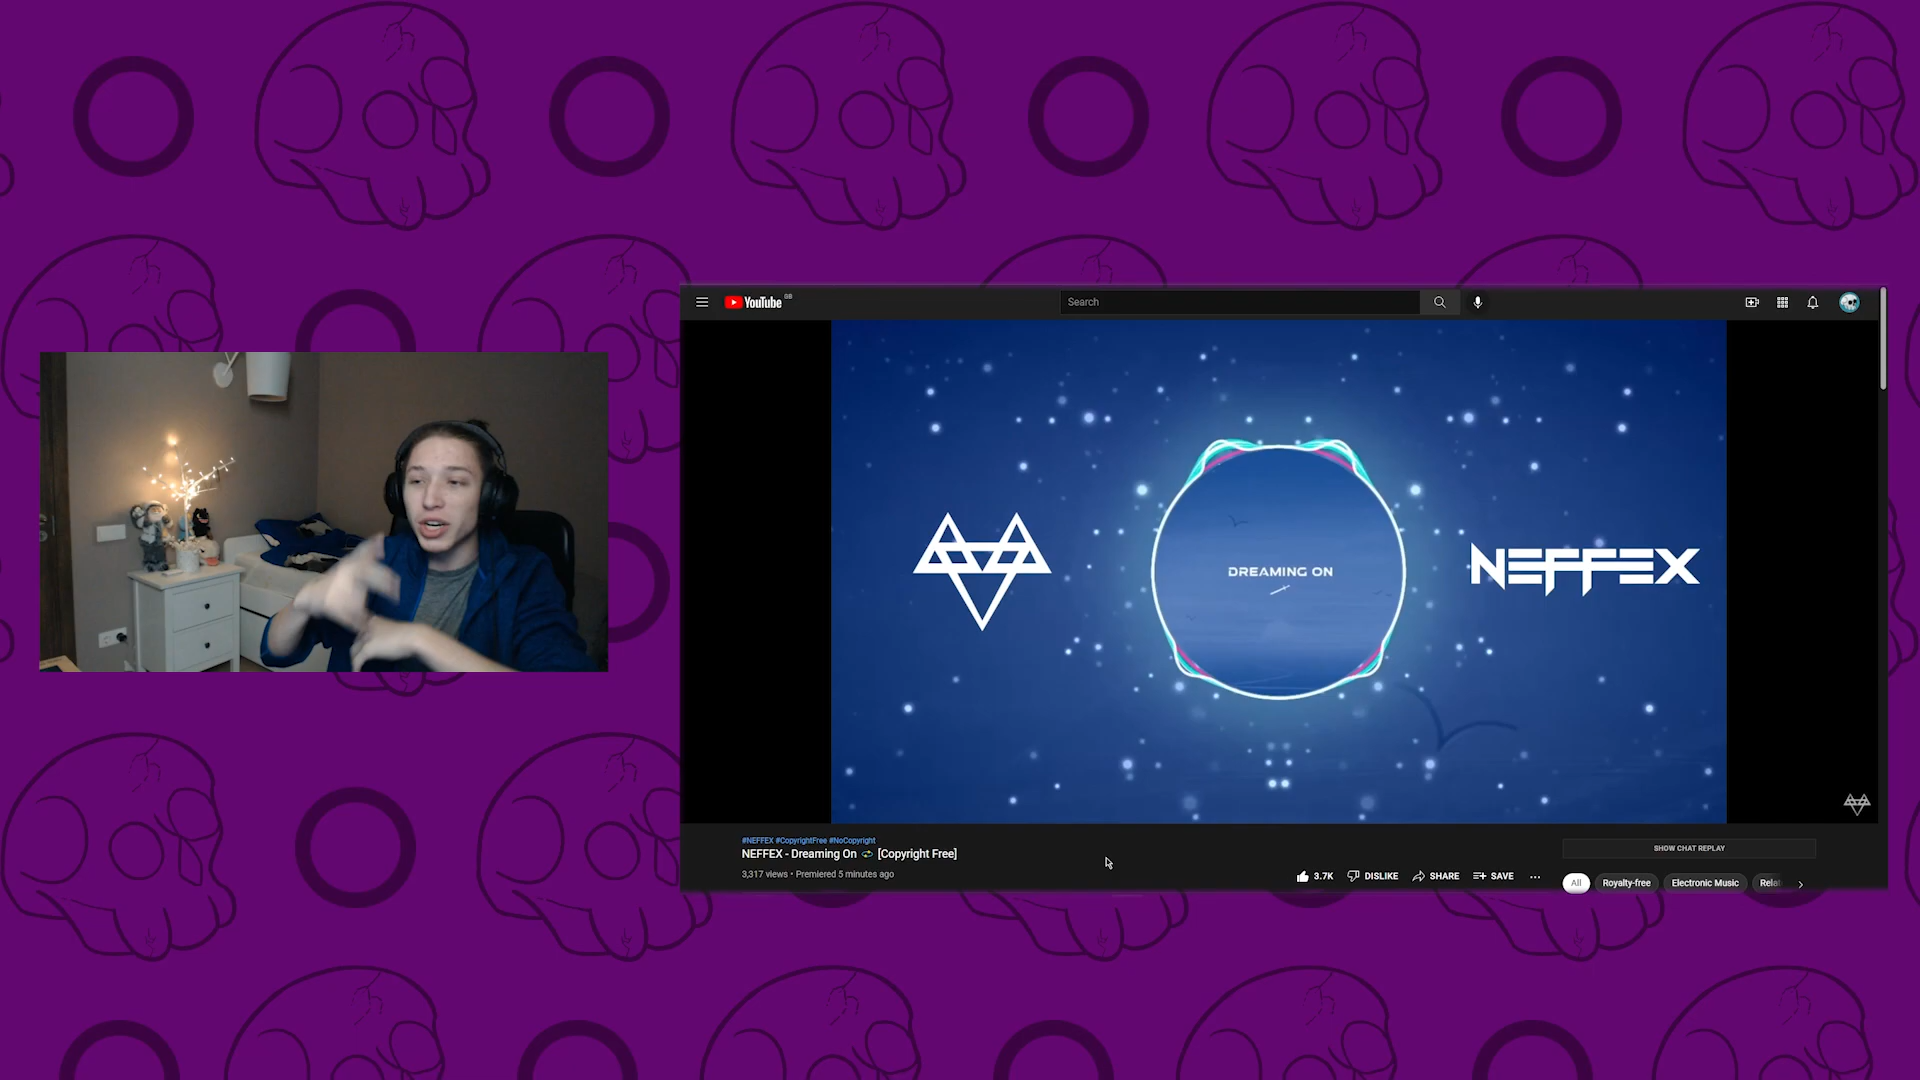 YouTube GB
Search
DREAMING ON
NEFFEX
#NEFFEX #CopyrightFree #NoCopyright
NEFFEX - Dreaming On [Copyright Free]
3,317 views • Premiered 5 minutes ago
3.7K DISLIKE SHARE SAVE
SHOW CHAT REPLAY
All Royalty-free Electronic Music